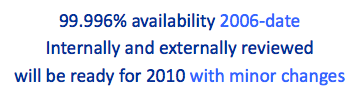 99.996% availability 2006-date
Internally and externally reviewed
will be ready for 2010 with minor changes